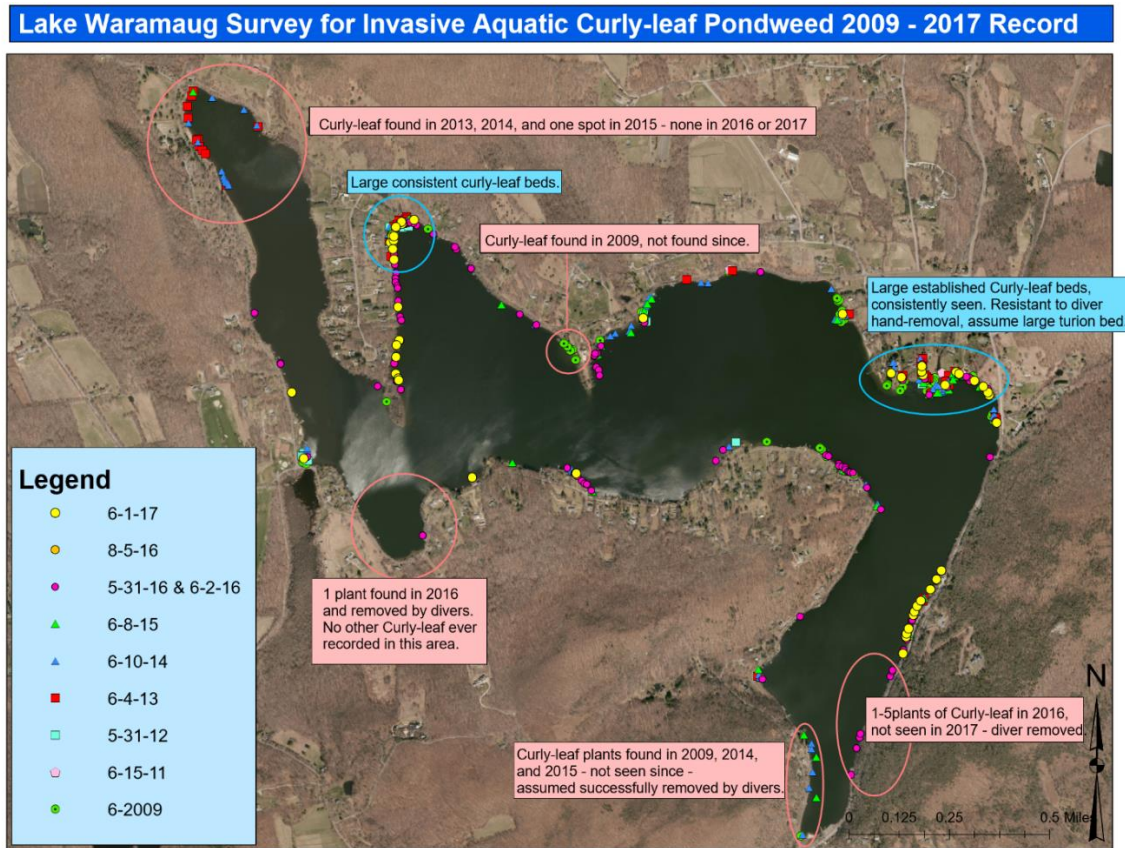 Lake Waramaug Survey for Invasive Aquatic Curly-leaf Pondweed 2009 - 2017 Record
Curly-leaf found in 2013, 2014, and one spot in 2015 - none in 2016 or 2017
Large consistent curly-leaf beds.
Curly-leaf found in 2009, not found since.
Large established Curly-leaf beds,
consistently seen. Resistant to diver
hand-removal, assume large turion bed
Legend
6-1-17
8-5-16
5-31-16 & 6-2-16
6-8-15
6-10-14
6-4-13
5-31-12
6-15-11
6-2009
1 plant found in 2016
and removed by divers.
No other Curly-leaf ever
recorded in this area.
1-5plants of Curly-leaf in 2016,
not seen in 2017 - diver removed.
Curly-leaf plants found in 2009, 2014,
and 2015 - not seen since -
assumed successfully removed by divers.
N
0 0.125 0.25 0.5 Miles